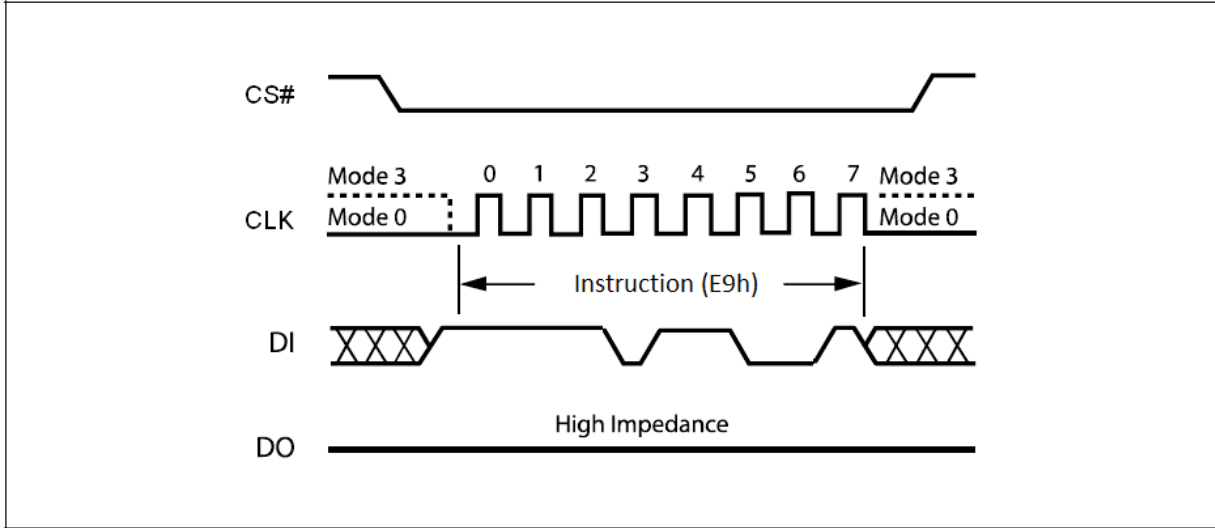 CS#
Mode 3 0 1 2 3 4 5 6 7 Mode 3
CLK Mode 0 Mode 0
Instruction (E9h)
DI
High Impedance
DO